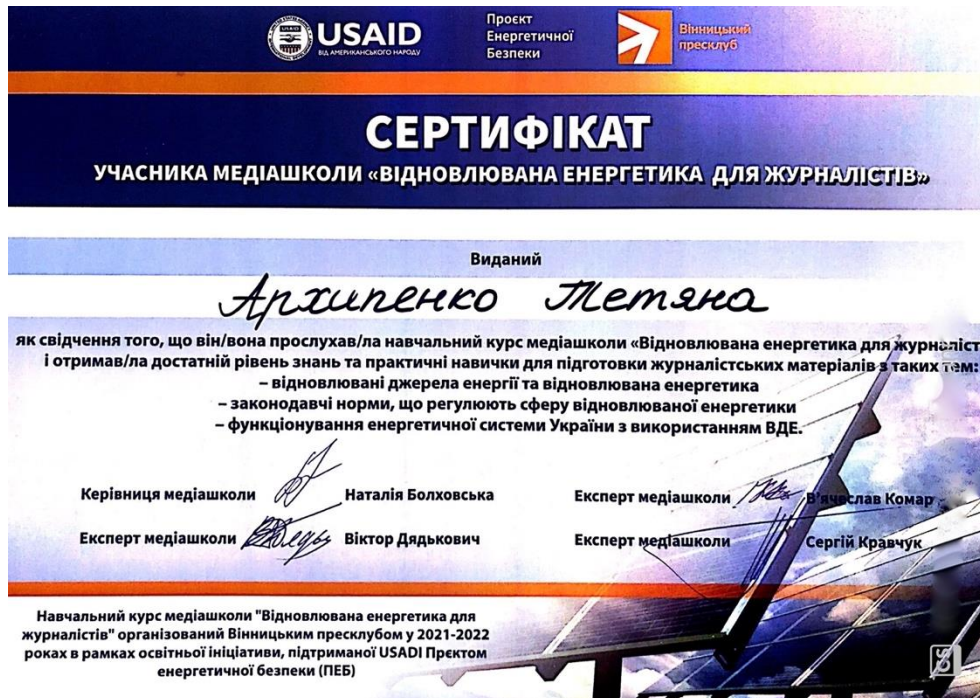 USAID
ВІД АМЕРИКАНСЬКОГО НАРОДУ
Проєкт
Енергетичної
Безпеки
Вінницький
пресклуб
СЕРТИФІКАТ
УЧАСНИКА МЕДІАШКОЛИ «ВІДНОВЛЮВАНА ЕНЕРГЕТИКА ДЛЯ ЖУРНАЛІСТІВ»
Виданий
Архипенко Тетяна
як свідчення того, що він/вона прослухав/ла навчальний курс медіашколи «Відновлювана енергетика для журналіст
і отримав/ла достатній рівень знань та практичні навички для підготовки журналістських матеріалів з таких тем:
– відновлювані джерела енергії та відновлювана енергетика
– законодавчі норми, що регулюють сферу відновлюваної енергетики
– функціонування енергетичної системи України з використанням ВДЕ.
Керівниця медіашколи Наталія Болховська
Експерт медіашколи В'ячеслав Комар
Експерт медіашколи Віктор Дядькович
Експерт медіашколи Сергій Кравчук
Навчальний курс медіашколи "Відновлювана енергетика для
журналістів" організований Вінницьким пресклубом у 2021-2022
роках в рамках освітньої ініціативи, підтриманої USADI Прєктом
енергетичної безпеки (ПЕБ)